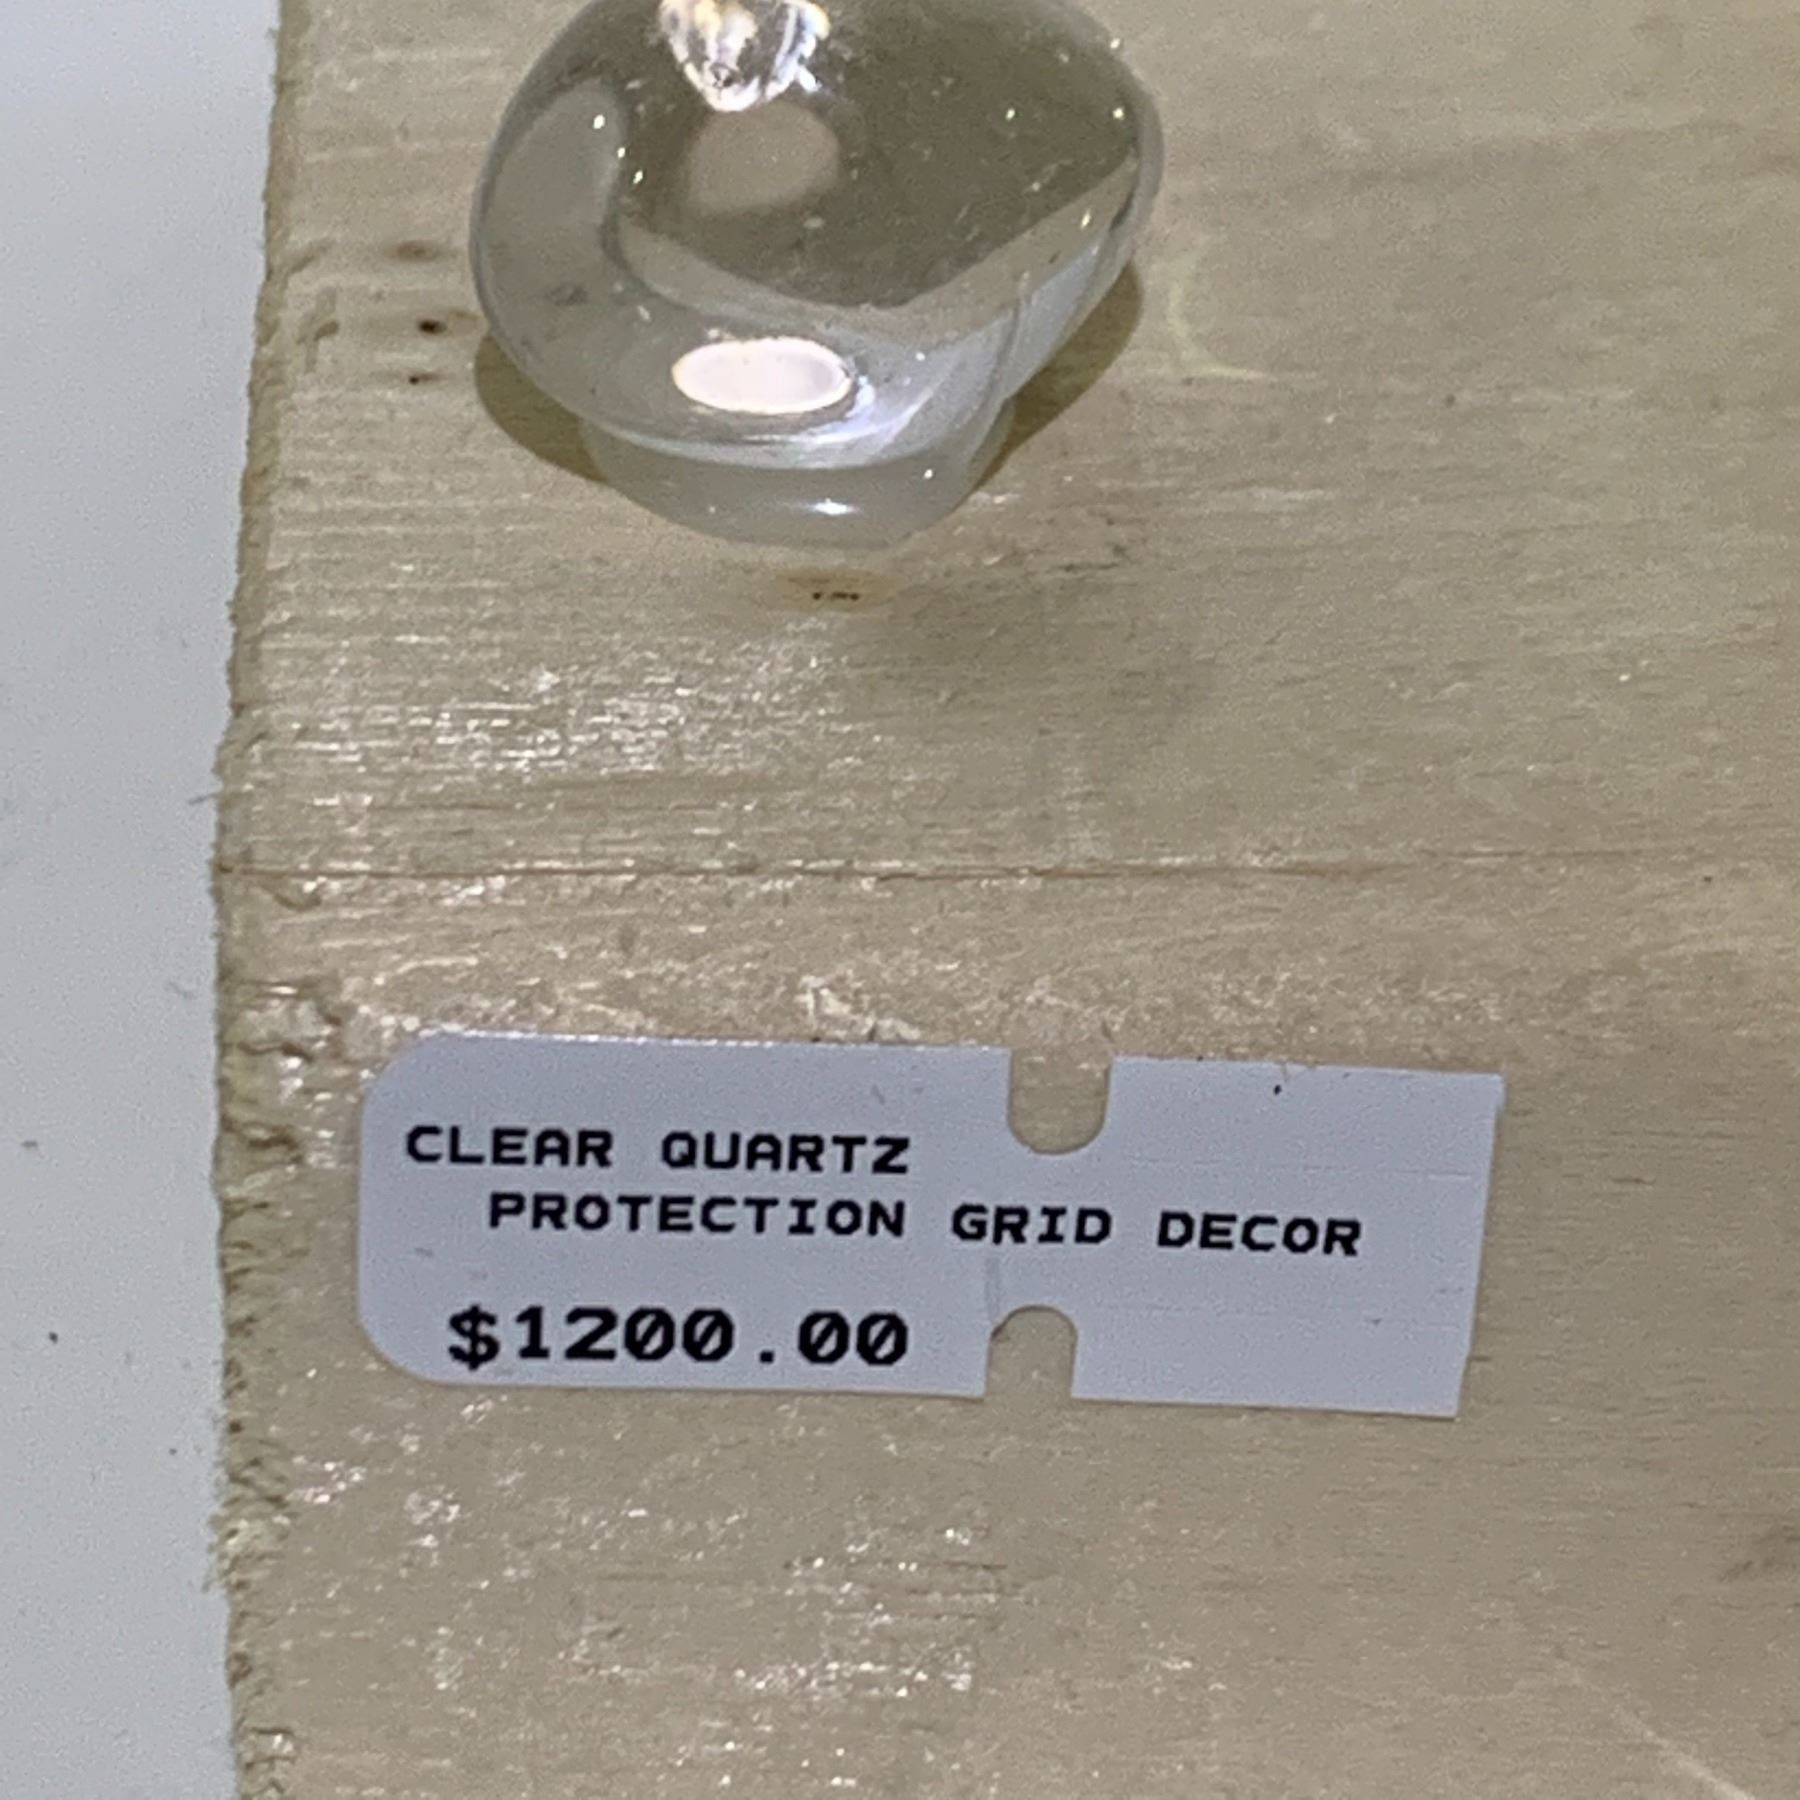 CLEAR QUARTZ
PROTECTION GRID DECOR
$1200.00